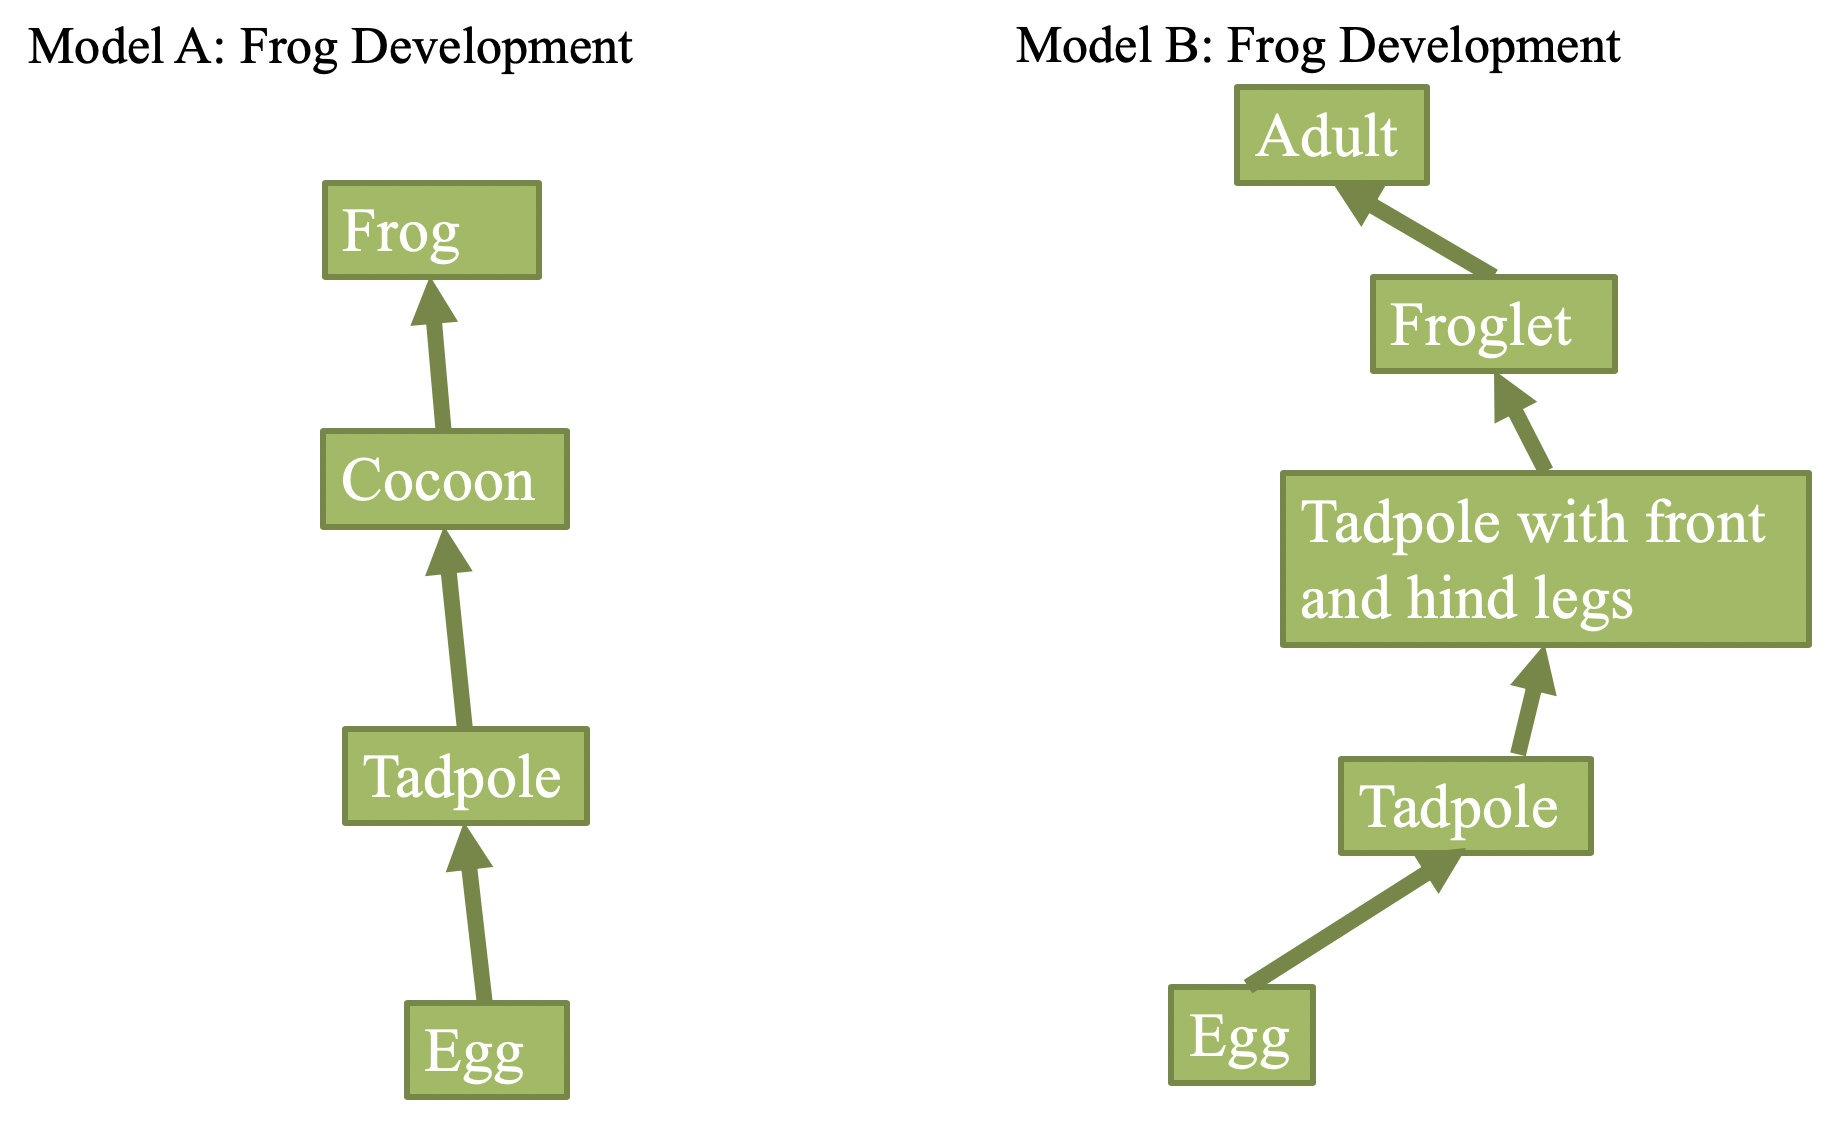 Model A: Frog Development
Frog
Cocoon
Tadpole
Egg
Model B: Frog Development
Adult
Froglet
Tadpole with front
and hind legs
Tadpole
Egg